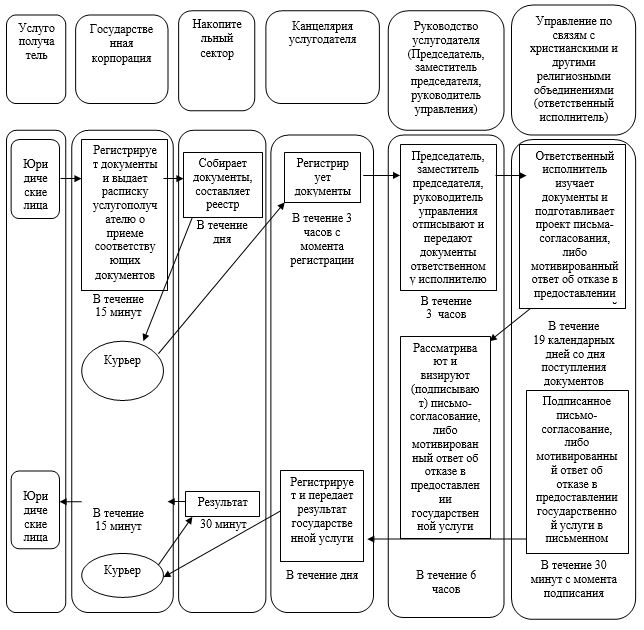 Услуго
получа
тель
Государстве
нная
корпорация
Накопите
льный
сектор
Канцелярия
услугодателя
Руководство
услугодателя
(Председатель,
заместитель
председателя,
руководитель
управления)
Управление по
связям с
христианскими и
другими
религиозными
объединениями
(ответственный
исполнитель)
Юри
диче
ские
лица
Регистрируе
т документы
и выдает
расписку
услугополуч
ателю о
приеме
соответству
ющих
документов
В течение
15 минут
Курьер
Собирает
документы,
составляет
реестр
В течение
дня
Регистрир
ует
документы
В течение 3
часов с
момента
регистрации
Председатель,
заместитель
председателя,
руководитель
управления
отписывают и
передают
документы
ответственном
у исполнителю
В течение
3 часов
Ответственный
исполнитель
изучает
документы и
подготавливает
проект письма-
согласования,
либо
мотивированный
ответ об отказе в
предоставлении
В течение
19 календарных
дней со дня
поступления
документов
Рассматрива
ют и
визируют
(подписываю
т) письмо-
согласование,
либо
мотивирован
ный ответ об
отказе в
предоставлен
ии
государствен
ной услуги
В течение 6
часов
Подписанное
письмо-
согласование,
либо
мотивированны
й ответ об
отказе в
предоставлении
государственно
й услуги в
письменном
В течение 30
минут с момента
подписания
Регистрируе
т и передает
результат
государстве
нной услуги
В течение дня
Результат
30 минут
В течение
15 минут
Курьер
Юри
диче
ские
лица